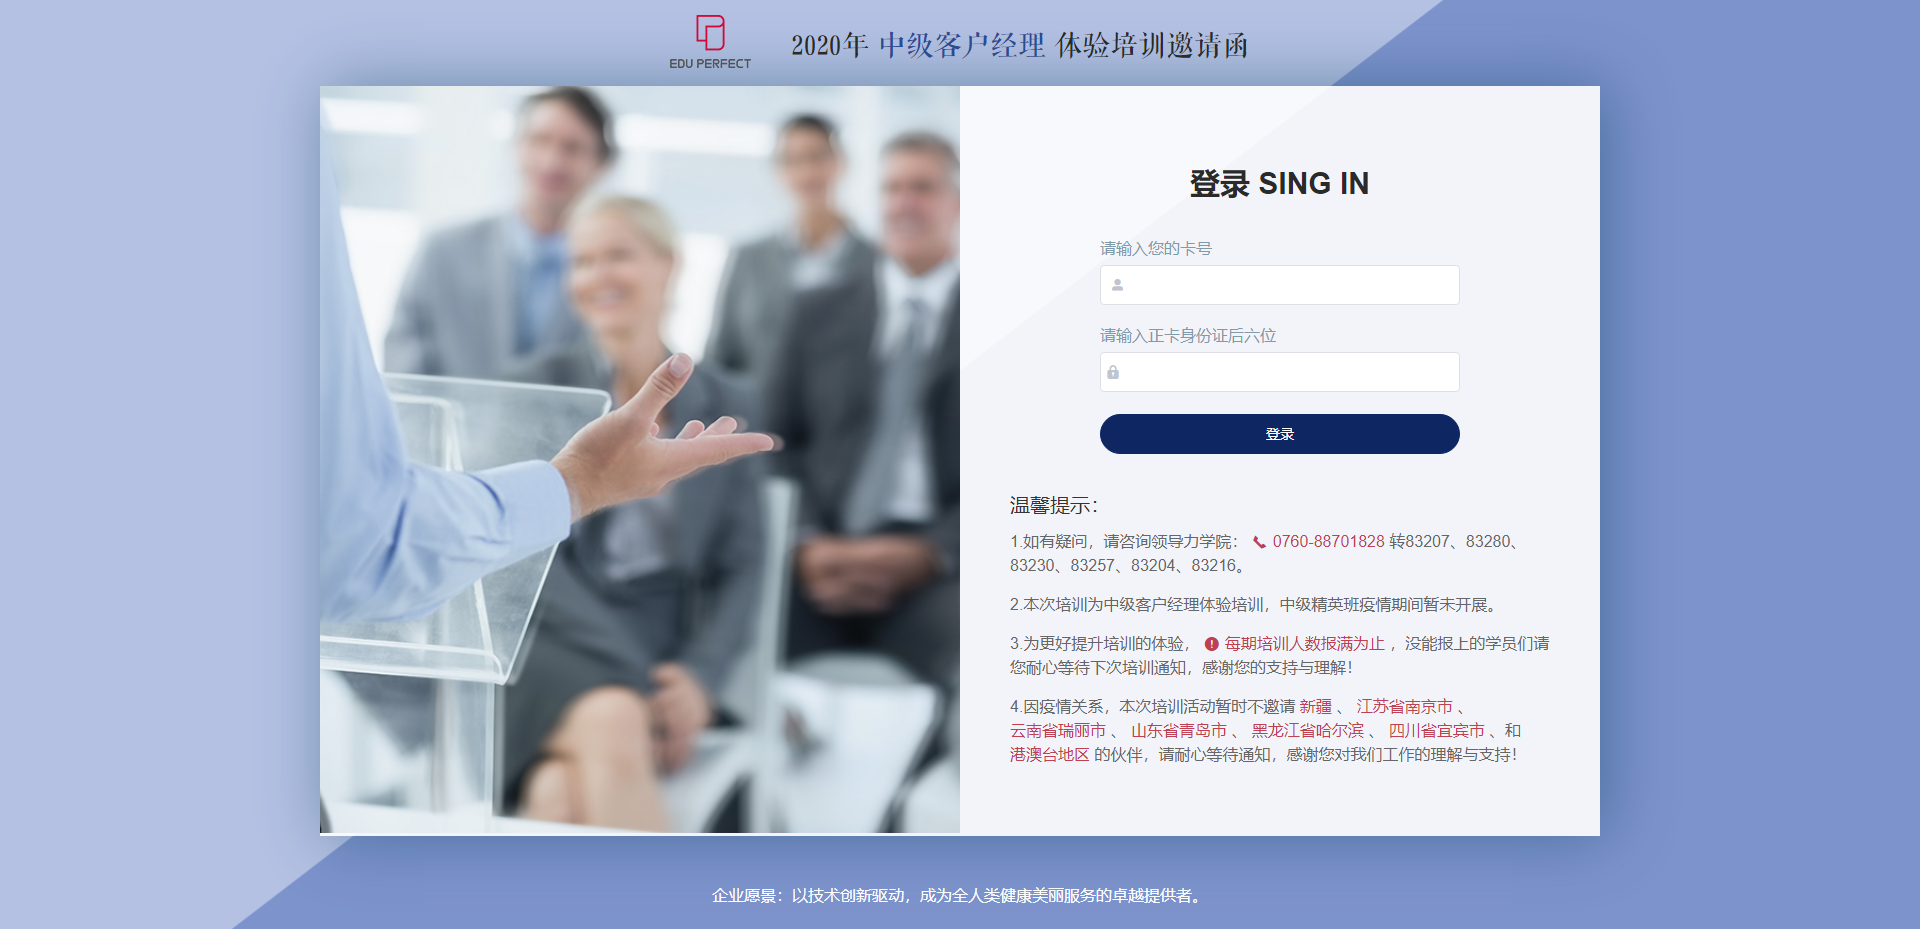 EDU PERFECT
2020年 中级客户经理 体验培训邀请函
登录 SING IN
请输入您的卡号
请输入正卡身份证后六位
登录
温馨提示：
1.如有疑问，请咨询领导力学院： 0760-88701828 转83207、83280、
83230、83257、83204、83216。
2.本次培训为中级客户经理体验培训，中级精英班疫情期间暂未开展。
3.为更好提升培训的体验， 每期培训人数报满为止 ，没能报上的学员们请
您耐心等待下次培训通知，感谢您的支持与理解！
4.因疫情关系，本次培训活动暂时不邀请 新疆 、 江苏省南京市 、
云南省瑞丽市 、 山东省青岛市 、 黑龙江省哈尔滨 、 四川省宜宾市 、和
港澳台地区 的伙伴，请耐心等待通知，感谢您对我们工作的理解与支持！
企业愿景：以技术创新驱动，成为全人类健康美丽服务的卓越提供者。